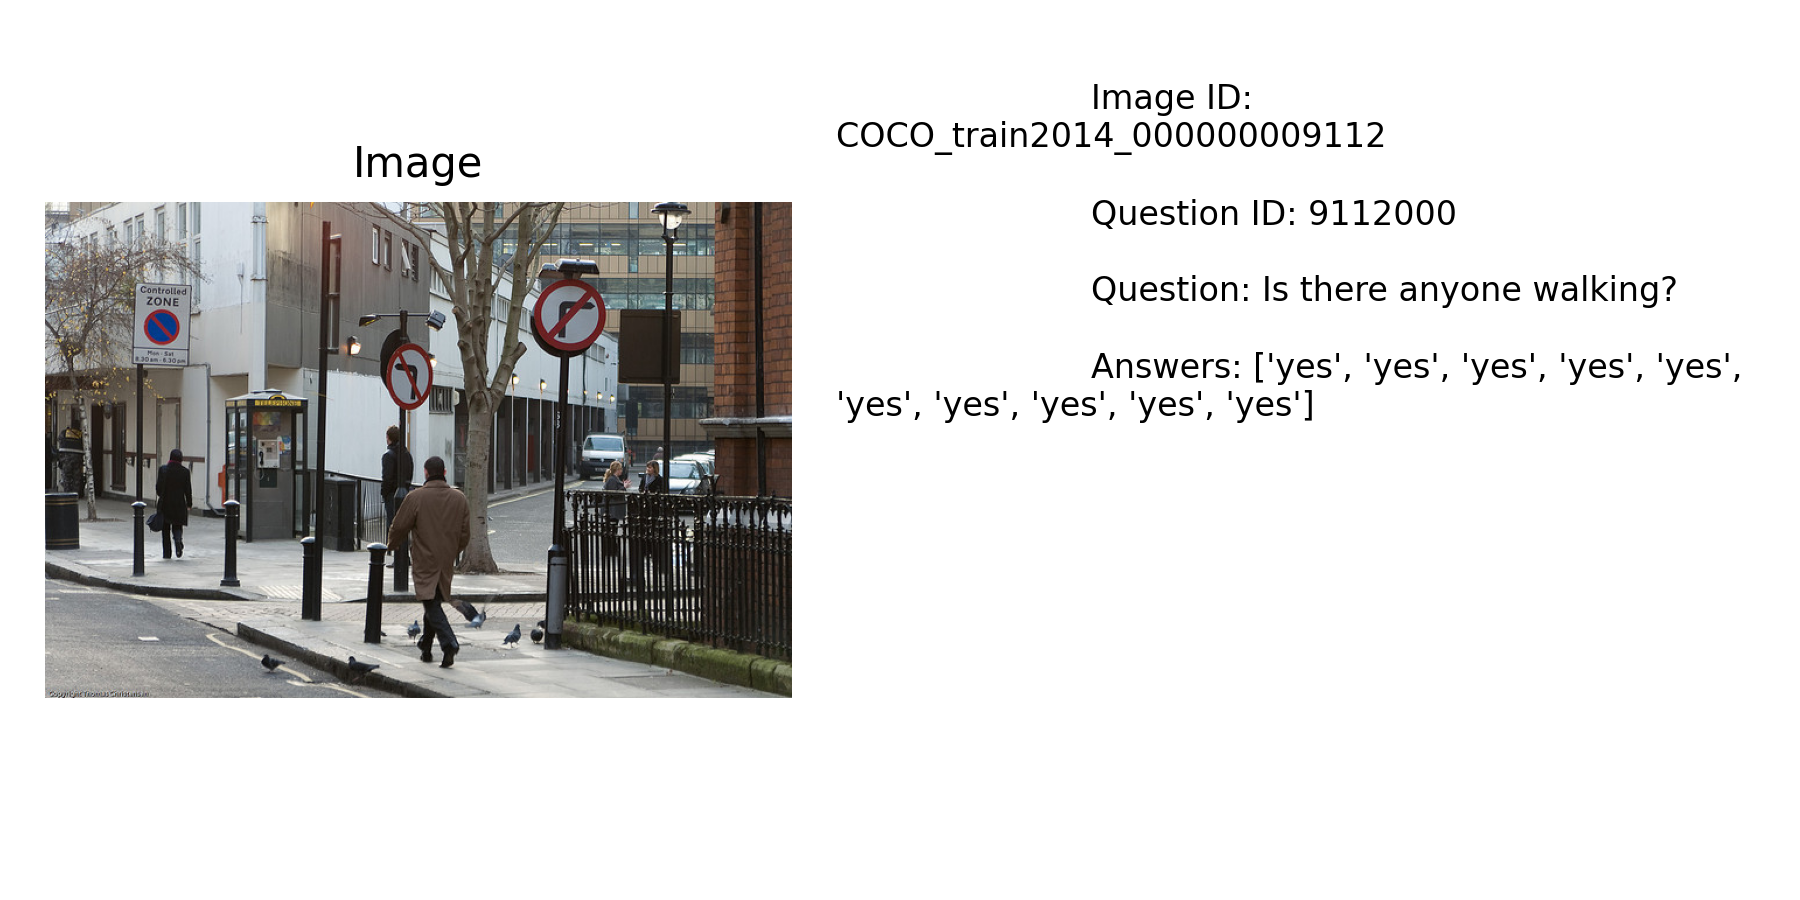 Image ID:
COCO_train2014_000000009112
Question ID: 9112000
Question: Is there anyone walking?
Answers: ['yes', 'yes', 'yes', 'yes', 'yes',
'yes', 'yes', 'yes', 'yes', 'yes']
Image
Controlled
ZONE
Mon - Sat
8.30 am - 6.30 pm
TELEPHONE
Copyright Thomas Christensen